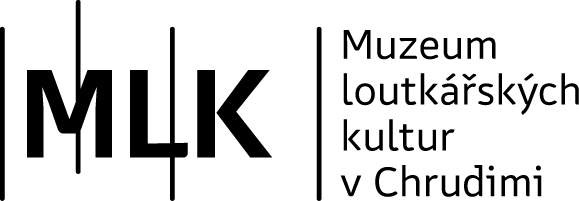 MLK
Muzeum
loutkářských
kultur
v Chrudimi